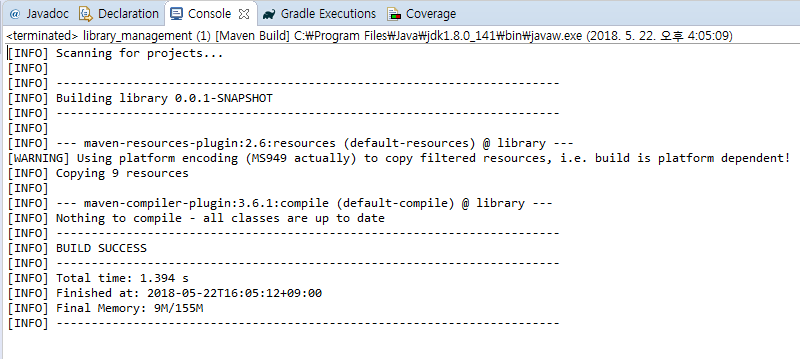 @ Javadoc Declaration Console Gradle Executions Coverage
<terminated> library_management (1) [Maven Build] C:₩Program Files₩Java₩jdk1.8.0_141₩bin₩javaw.exe (2018. 5. 22. 오후 4:05:09)
[INFO] Scanning for projects...
[INFO]
[INFO] ------------------------------------------------------------------------
[INFO] Building library 0.0.1-SNAPSHOT
[INFO] ------------------------------------------------------------------------
[INFO]
[INFO] --- maven-resources-plugin:2.6:resources (default-resources) @ library ---
[WARNING] Using platform encoding (MS949 actually) to copy filtered resources, i.e. build is platform dependent!
[INFO] Copying 9 resources
[INFO]
[INFO] --- maven-compiler-plugin:3.6.1:compile (default-compile) @ library ---
[INFO] Nothing to compile - all classes are up to date
[INFO] ------------------------------------------------------------------------
[INFO] BUILD SUCCESS
[INFO] ------------------------------------------------------------------------
[INFO] Total time: 1.394 s
[INFO] Finished at: 2018-05-22T16:05:12+09:00
[INFO] Final Memory: 9M/155M
[INFO] ------------------------------------------------------------------------